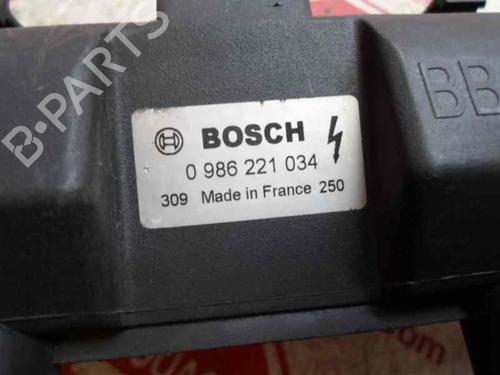 BB
BOSCH
0 986 221 034
309 Made in France 250
B-PARTS